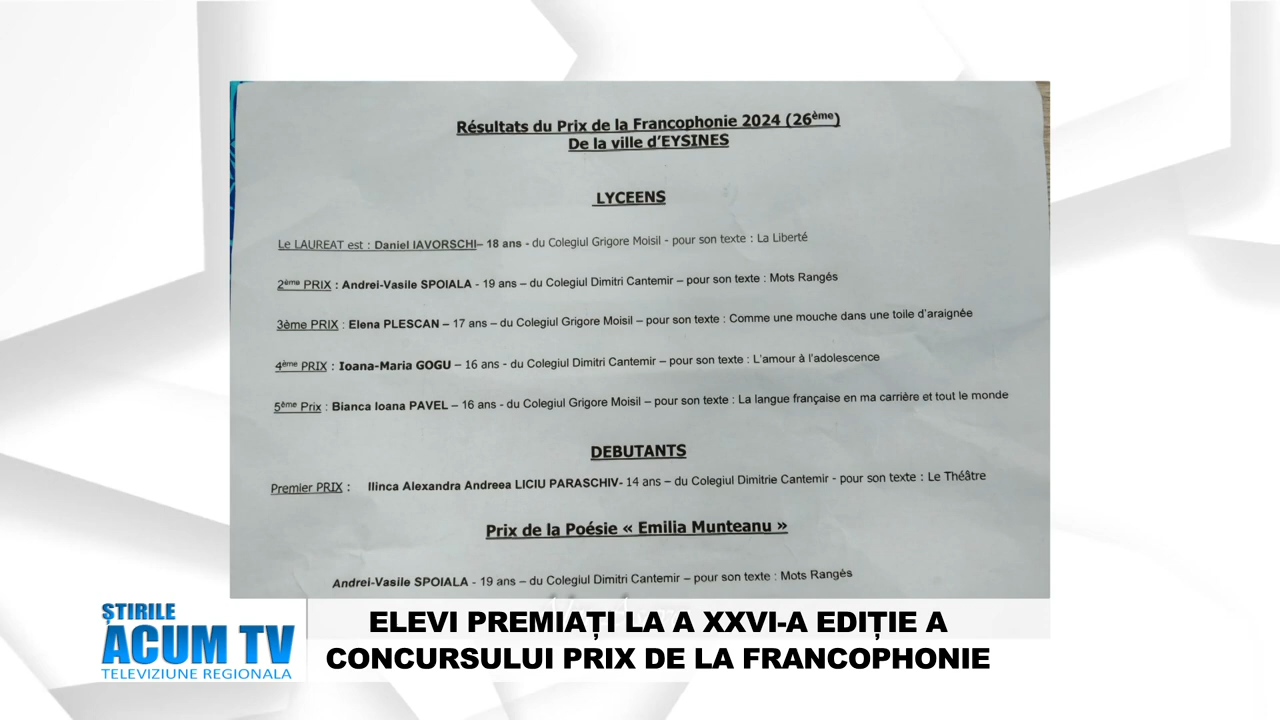 Résultats du Prix de la Francophonie 2024 (26ème)
De la ville d'EYSINES
LYCEENS
Le LAUREAT est : Daniel IAVORSCHI– 18 ans - du Colegiul Grigore Moisil - pour son texte : La Liberté
2ème PRIX : Andrei-Vasile SPOIALA - 19 ans – du Colegiul Dimitri Cantemir – pour son texte : Mots Rangés
3ème PRIX : Elena PLESCAN – 17 ans – du Colegiul Grigore Moisil – pour son texte : Comme une mouche dans une toile d'araignée
4ème PRIX : Ioana-Maria GOGU – 16 ans - du Colegiul Dimitri Cantemir – pour son texte : L'amour à l'adolescence
5ème Prix : Bianca Ioana PAVEL – 16 ans - du Colegiul Grigore Moisil – pour son texte : La langue française en ma carrière et tout le monde
DEBUTANTS
Premier PRIX : Ilinca Alexandra Andreea LICIU PARASCHIV- 14 ans – du Colegiul Dimitrie Cantemir - pour son texte : Le Théâtre
Prix de la Poésie « Emilia Munteanu »
Andrei-Vasile SPOIALA - 19 ans – du Colegiul Dimitri Cantemir – pour son texte : Mots Rangés
ȘTIRILE
ACUM TV
TELEVIZIUNE REGIONALA
ELEVI PREMIAȚI LA A XXVI-A EDIȚIE A
CONCURSULUI PRIX DE LA FRANCOPHONIE